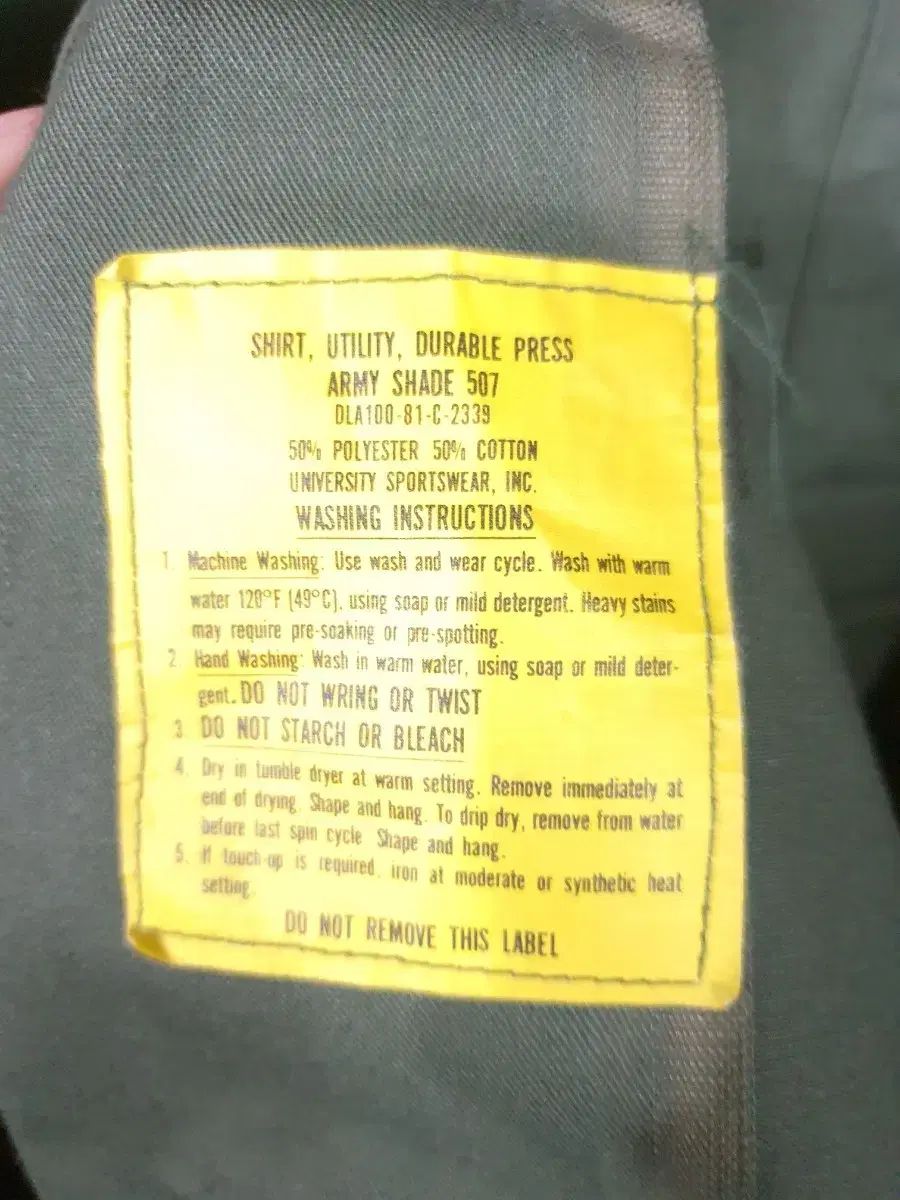 SHIRT, UTILITY, DURABLE PRESS
ARMY SHADE 507
DLA100-81-C-2339
50% POLYESTER 50% COTTON
UNIVERSITY SPORTSWEAR, INC.
WASHING INSTRUCTIONS
1. Machine Washing: Use wash and wear cycle. Wash with warm
water 120°F (49°C), using soap or mild detergent. Heavy stains
may require pre-soaking or pre-spotting.
2. Hand Washing: Wash in warm water, using soap or mild deter-
gent. DO NOT WRING OR TWIST
3. DO NOT STARCH OR BLEACH
4. Dry in tumble dryer at warm setting. Remove immediately at
end of drying. Shape and hang. To drip dry, remove from water
before last spin cycle. Shape and hang.
5. If touch-up is required, iron at moderate or synthetic heat
setting.
DO NOT REMOVE THIS LABEL